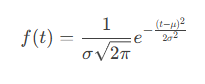 f(t) = \frac{1}{\sigma\sqrt{2\pi}} e^{-\frac{(t-\mu)^2}{2\sigma^2}}